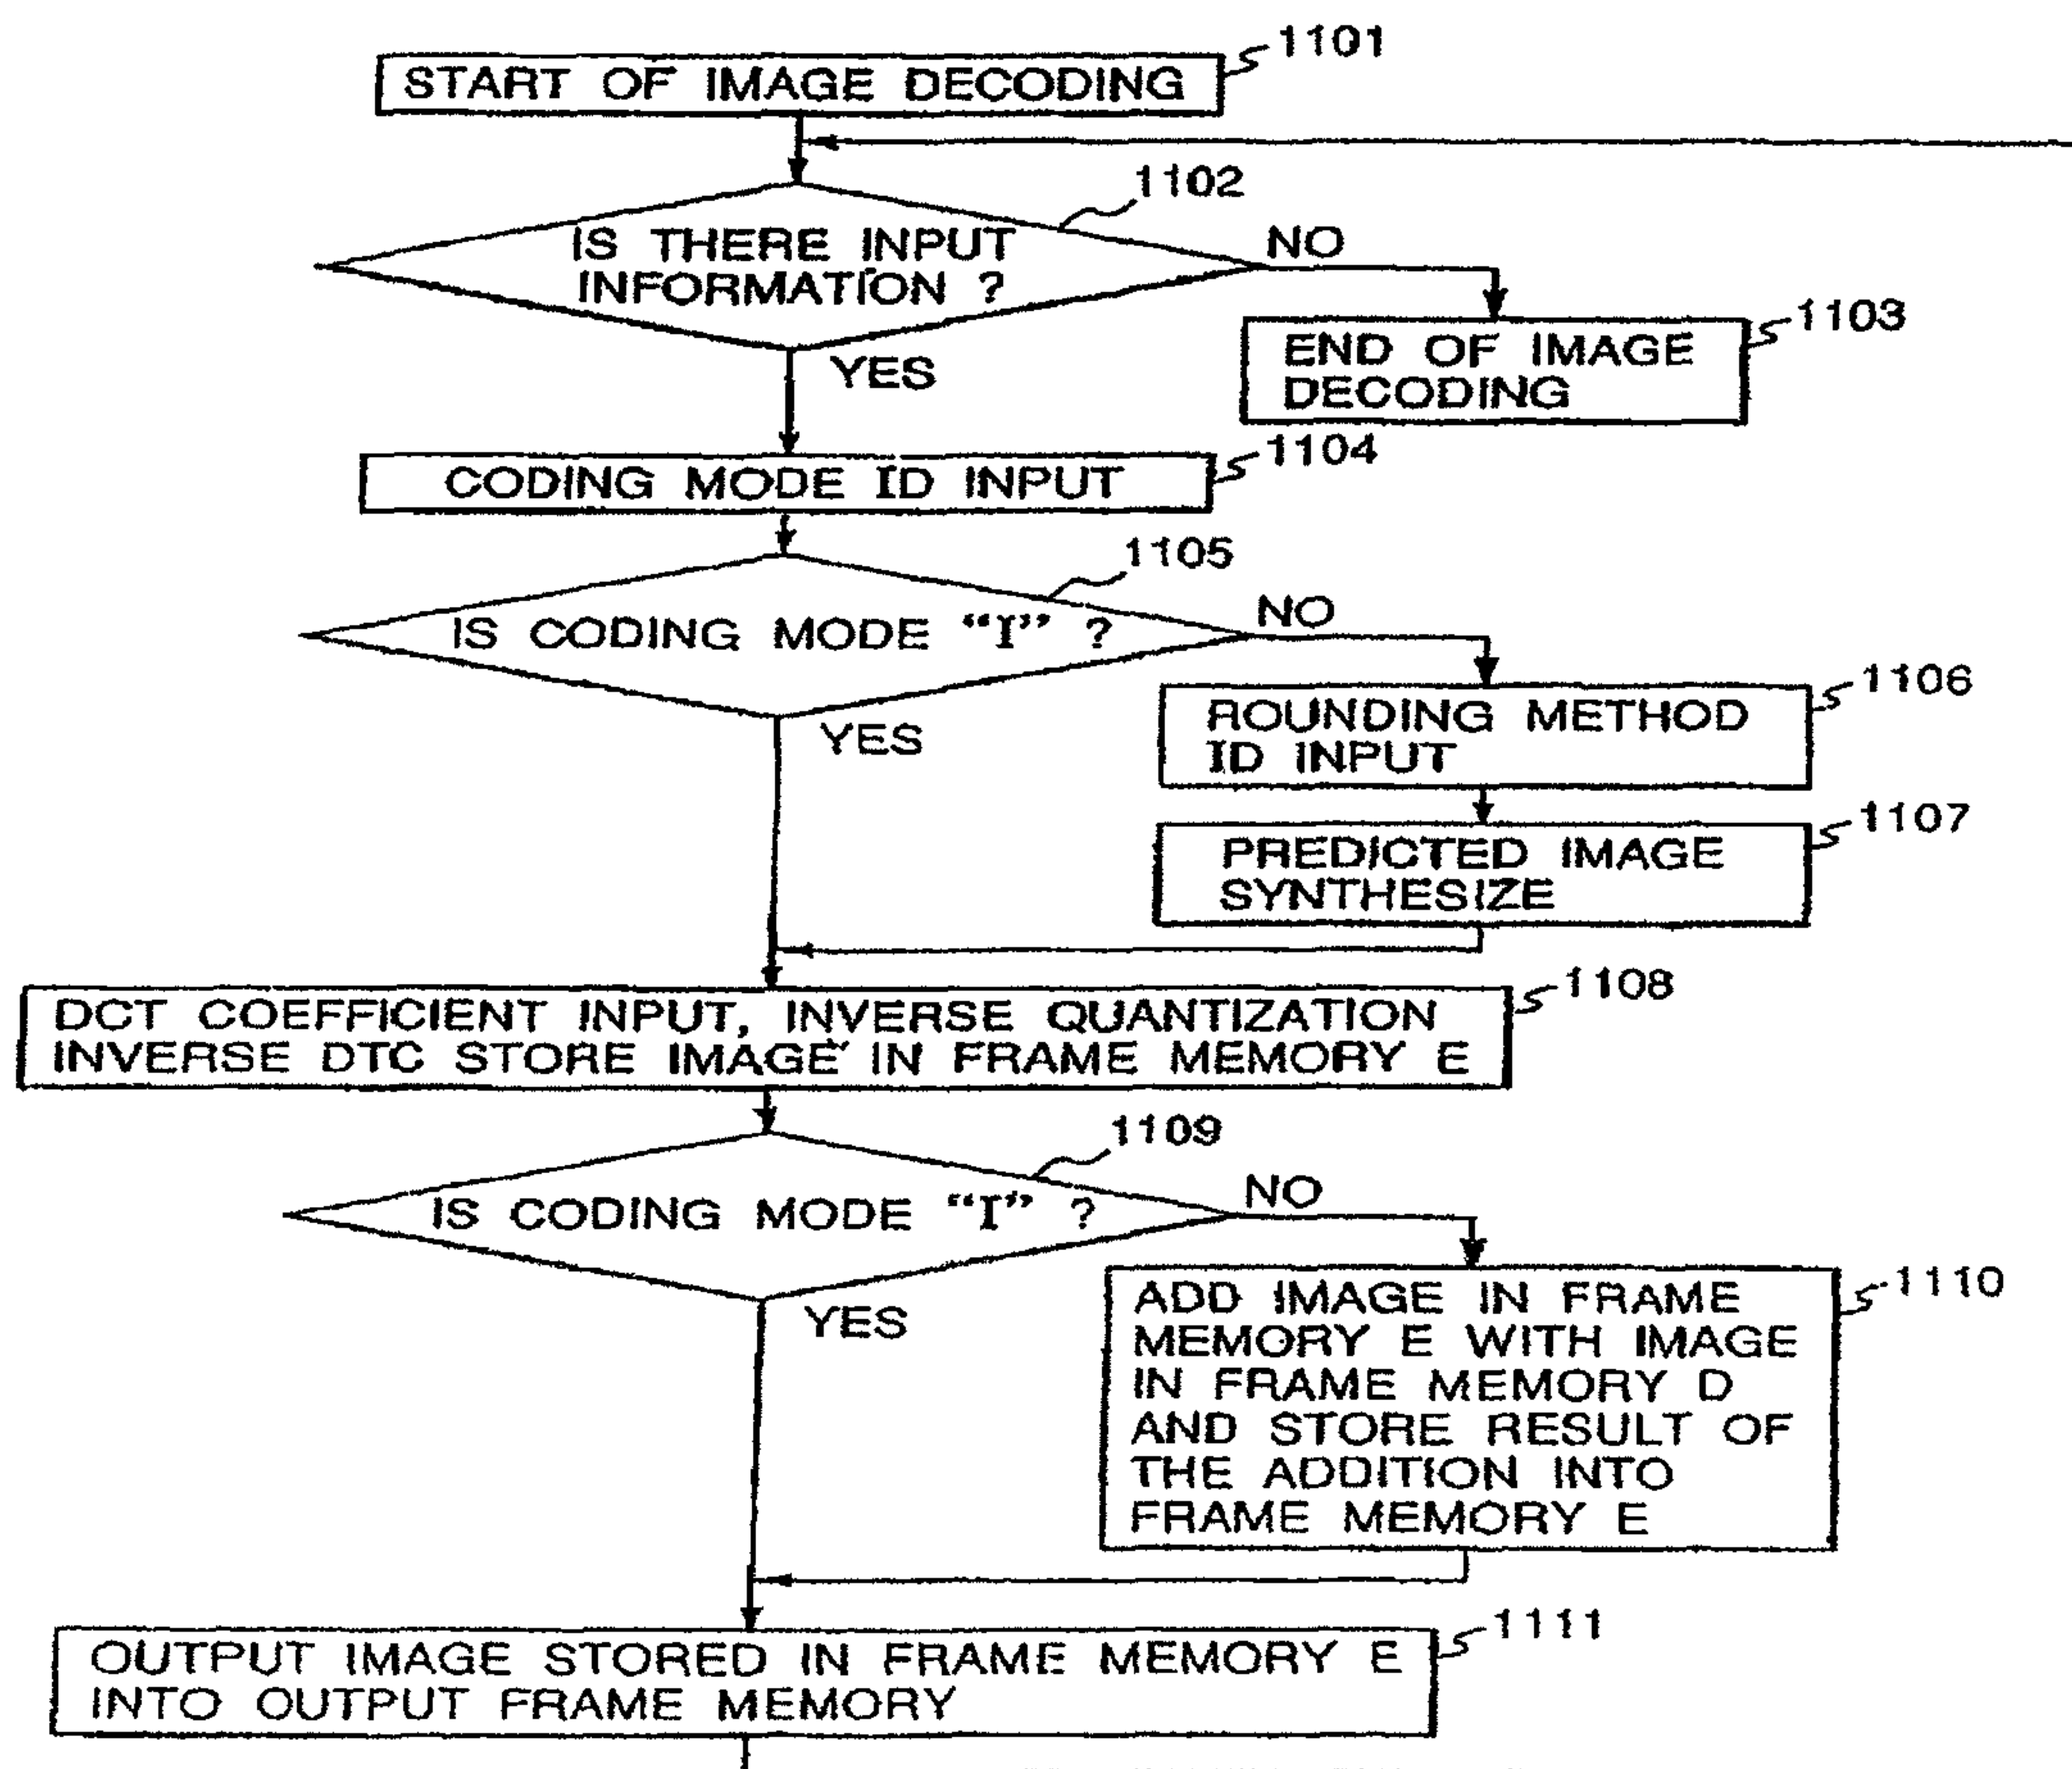 1101
START OF IMAGE DECODING
1102
IS THERE INPUT
INFORMATION ?
NO
YES
1103
END OF IMAGE
DECODING
1104
CODING MODE ID INPUT
1105
IS CODING MODE “I” ?
NO
YES
1106
ROUNDING METHOD
ID INPUT
1107
PREDICTED IMAGE
SYNTHESIZE
1108
DCT COEFFICIENT INPUT, INVERSE QUANTIZATION
INVERSE DTC STORE IMAGE IN FRAME MEMORY E
1109
IS CODING MODE “I” ?
NO
YES
1110
ADD IMAGE IN FRAME
MEMORY E WITH IMAGE
IN FRAME MEMORY D
AND STORE RESULT OF
THE ADDITION INTO
FRAME MEMORY E
1111
OUTPUT IMAGE STORED IN FRAME MEMORY E
INTO OUTPUT FRAME MEMORY